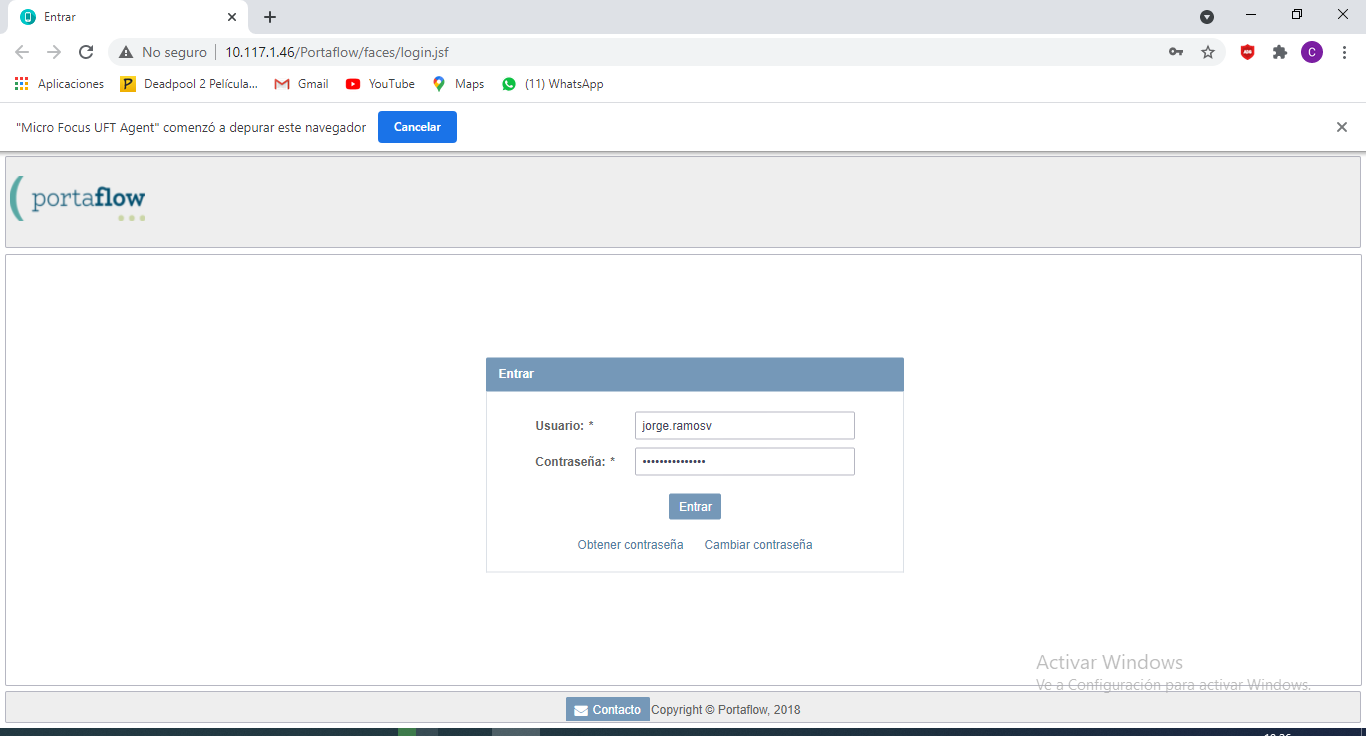 Entrar
No seguro 10.117.1.46/Portaflow/faces/login.jsf
C
Aplicaciones Deadpool 2 Película... Gmail YouTube Maps (11) WhatsApp
"Micro Focus UFT Agent" comenzó a depurar este navegador Cancelar
portaflow
Entrar
Usuario: * jorge.ramosv
Contraseña: * •••••••••••••••
Entrar
Obtener contraseña Cambiar contraseña
Activar Windows
Ve a Configuración para activar Windows.
Contacto Copyright © Portaflow, 2018